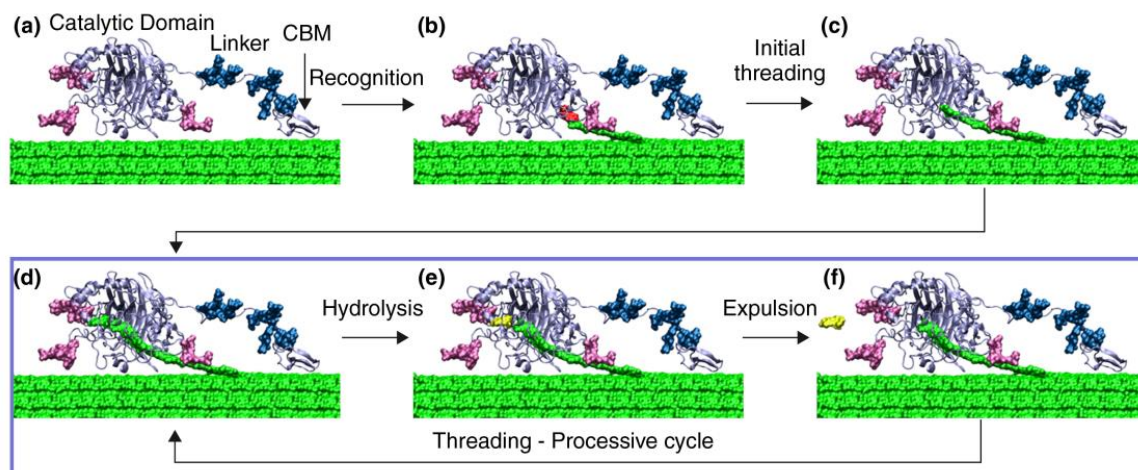 (a)
Catalytic Domain
Linker
CBM
Recognition
(b)
Initial
threading
(c)
(d)
Hydrolysis
(e)
Expulsion
(f)
Threading - Processive cycle